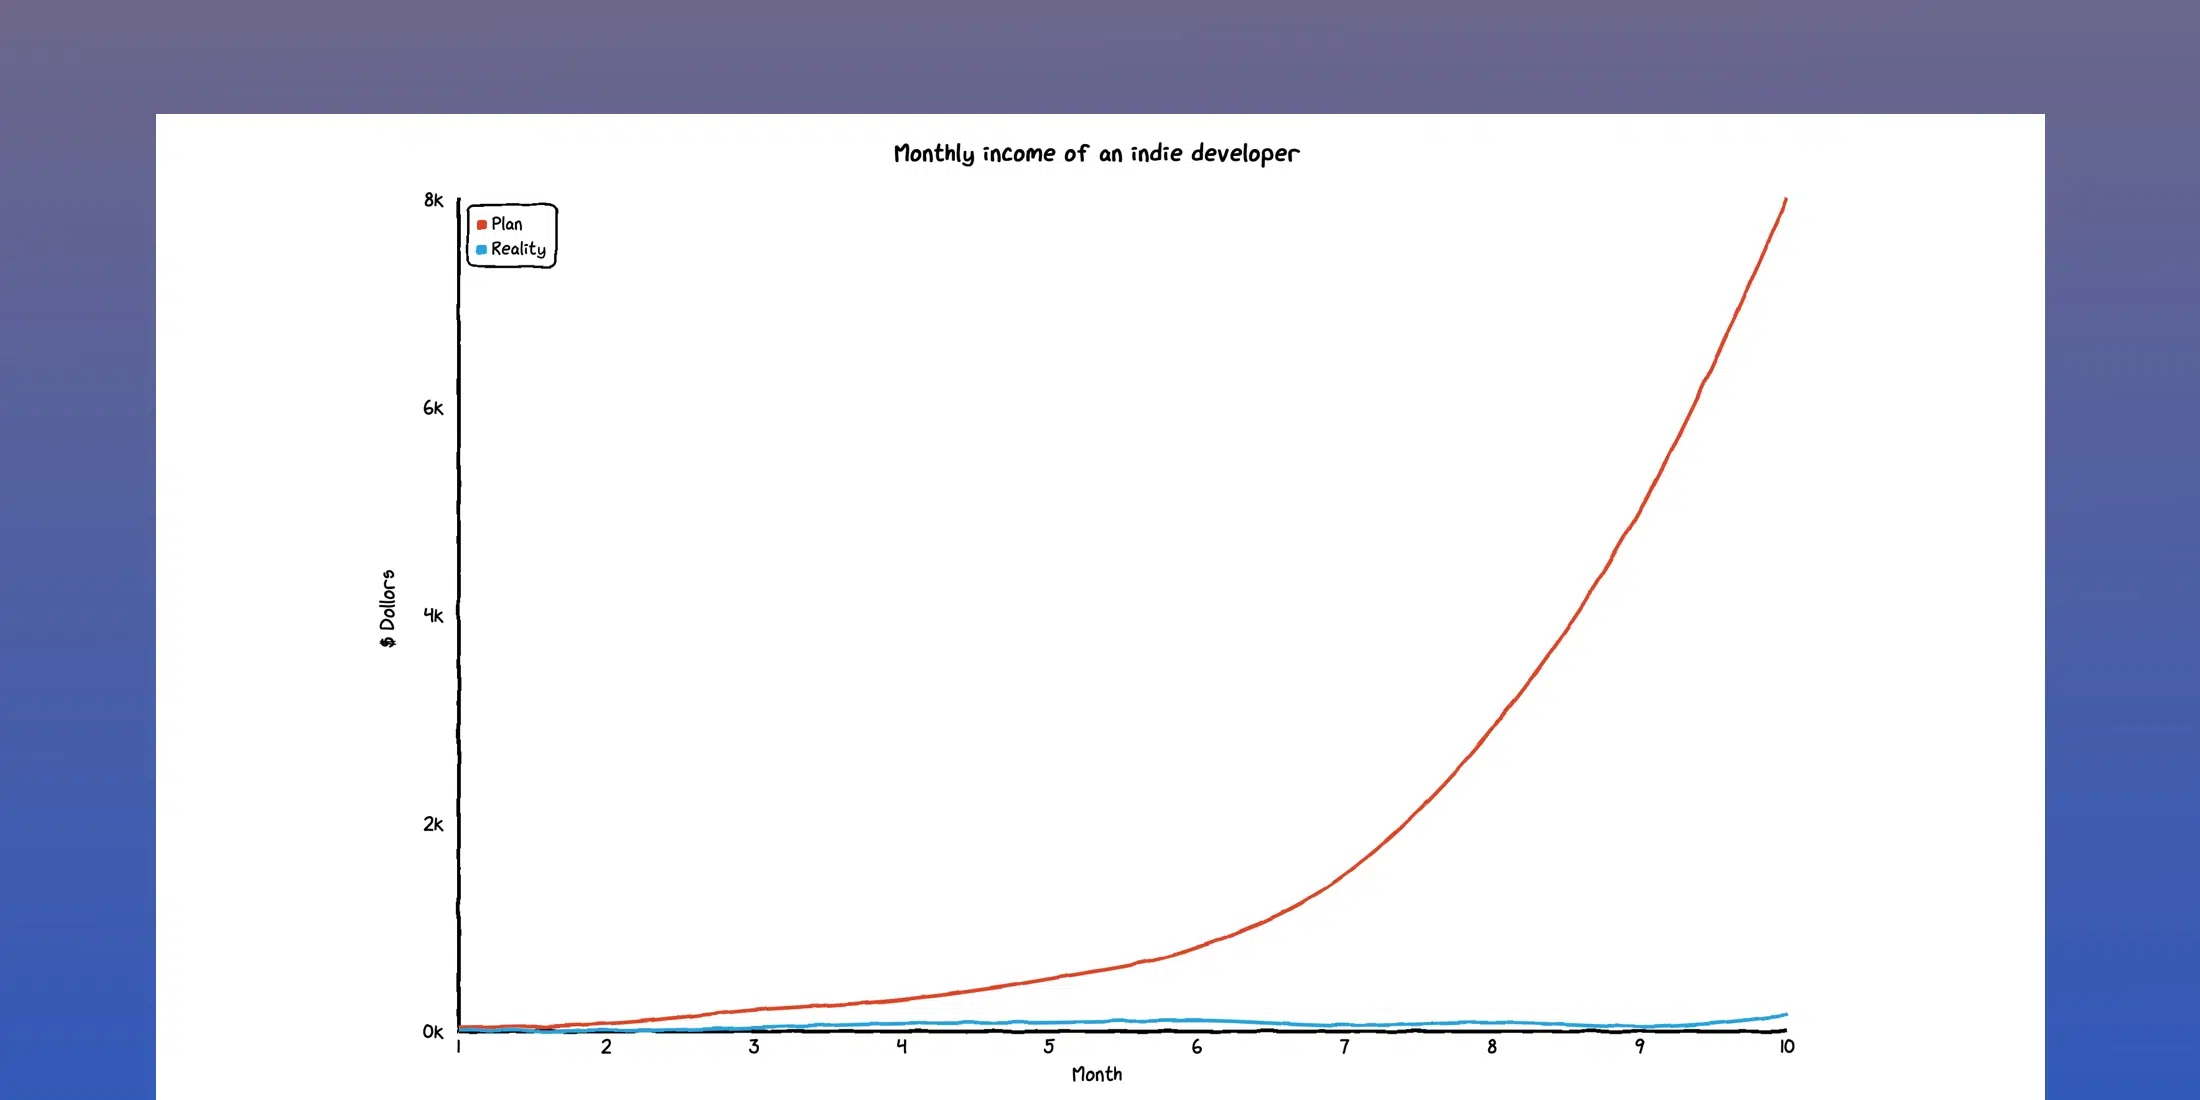 Monthly income of an indie developer
8k
Plan
Reality
6k
$ Dollors
4k
2k
0k
1 2 3 4 5 6 7 8 9 10
Month